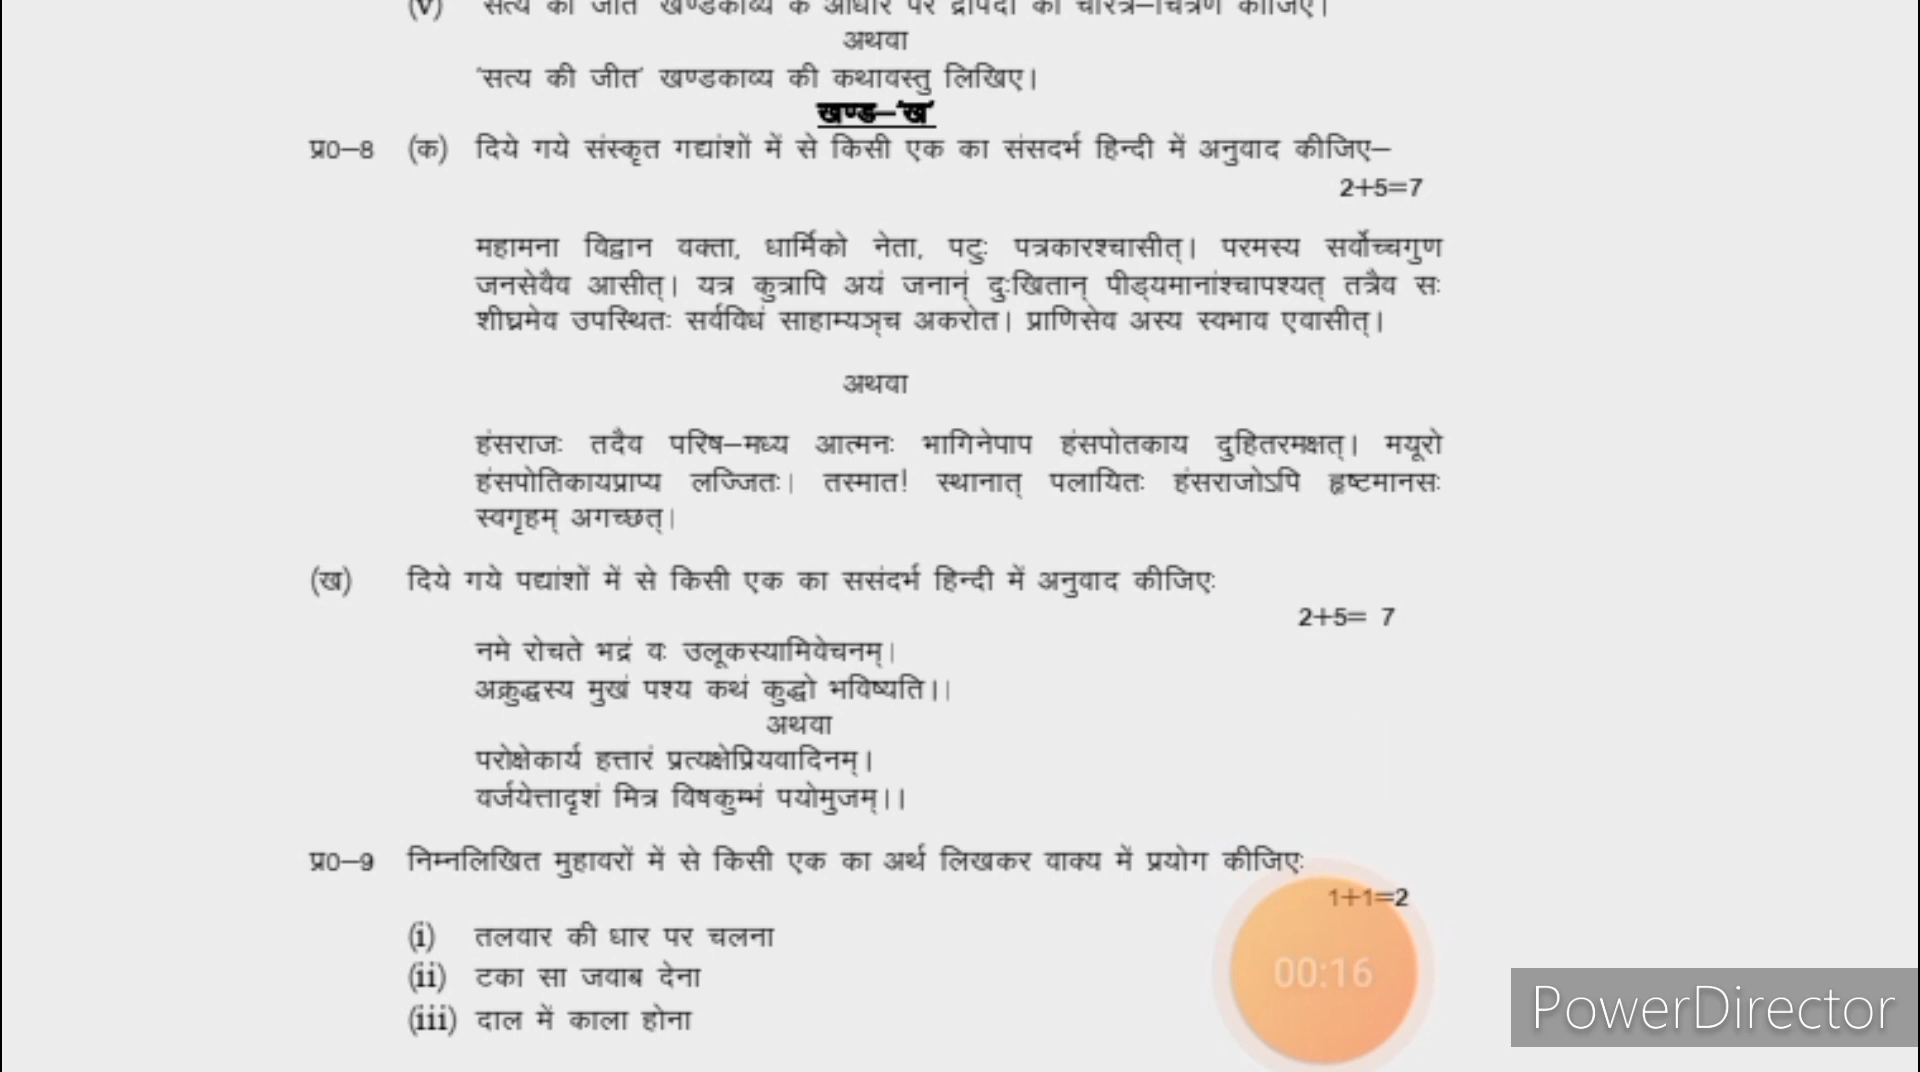 (v) 'सत्य की जीत' खण्डकाव्य के आधार पर द्रौपदी का चरित्र–चित्रण कीजिए।
अथवा
'सत्य की जीत' खण्डकाव्य की कथावस्तु लिखिए।
खण्ड–'ख'
प्र0–8 (क) दिये गये संस्कृत गद्यांशों में से किसी एक का संसदर्भ हिन्दी में अनुवाद कीजिए–
2+5=7
महामना विद्वान वक्ता, धार्मिको नेता, पटुः पत्रकारश्चासीत्। परमस्य सर्वोच्चगुण
जनसेवैव आसीत्। यत्र कुत्रापि अयं जनान् दुःखितान् पीड्यमानांश्चापश्यत् तत्रैव सः
शीघ्रमेव उपस्थितः सर्वविधं साहाम्यञ्च अकरोत। प्राणिसेव अस्य स्वभाव एवासीत्।
अथवा
हंसराजः तदैव परिष–मध्य आत्मनः भागिनेपाप हंसपोतकाय दुहितरमक्षत्। मयूरो
हंसपोतिकायप्राप्य लज्जितः। तस्मात! स्थानात् पलायितः हंसराजोऽपि हृष्टमानसः
स्वगृहम् अगच्छत्।
(ख) दिये गये पद्यांशों में से किसी एक का ससंदर्भ हिन्दी में अनुवाद कीजिएः
2+5= 7
नमे रोचते भद्रं वः उलूकस्यामिवेचनम्।
अक्रुद्धस्य मुखं पश्य कथं कुद्धो भविष्यति।।
अथवा
परोक्षेकार्य हत्तारं प्रत्यक्षेप्रियवादिनम्।
वर्जयेत्तादृशं मित्र विषकुम्भं पयोमुजम्।।
प्र0–9 निम्नलिखित मुहावरों में से किसी एक का अर्थ लिखकर वाक्य में प्रयोग कीजिएः
1+1=2
(i) तलवार की धार पर चलना
(ii) टका सा जवाब देना
(iii) दाल में काला होना
00:16
PowerDirector